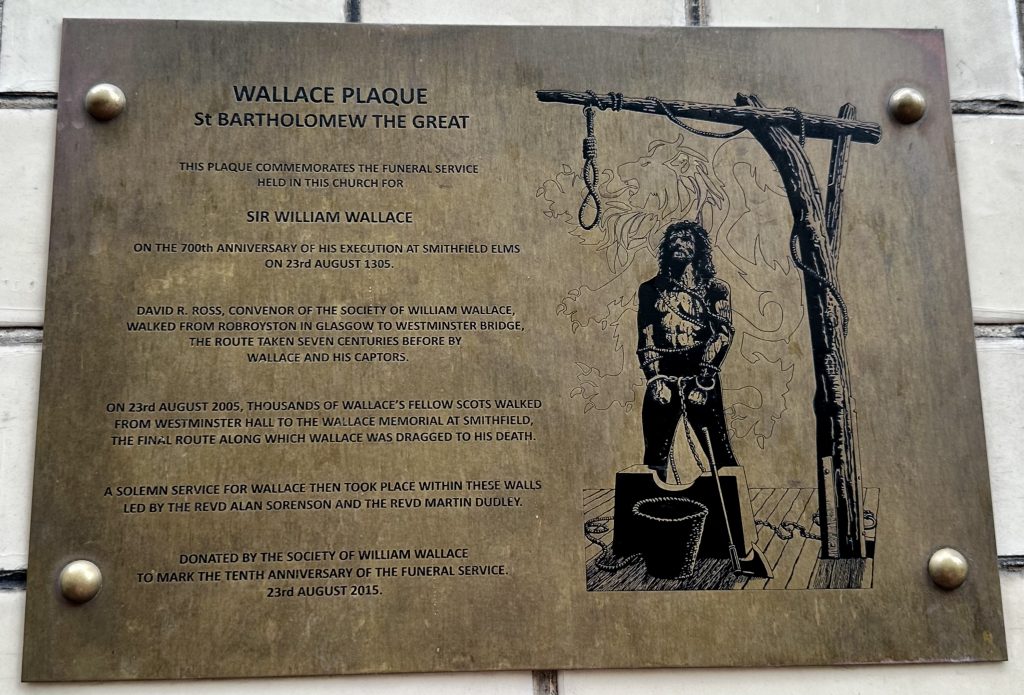 WALLACE PLAQUE
St BARTHOLOMEW THE GREAT
THIS PLAQUE COMMEMORATES THE FUNERAL SERVICE
HELD IN THIS CHURCH FOR
SIR WILLIAM WALLACE
ON THE 700th ANNIVERSARY OF HIS EXECUTION AT SMITHFIELD ELMS
ON 23rd AUGUST 1305.
DAVID R. ROSS, CONVENOR OF THE SOCIETY OF WILLIAM WALLACE,
WALKED FROM ROBROYSTON IN GLASGOW TO WESTMINSTER BRIDGE,
THE ROUTE TAKEN SEVEN CENTURIES BEFORE BY
WALLACE AND HIS CAPTORS.
ON 23rd AUGUST 2005, THOUSANDS OF WALLACE'S FELLOW SCOTS WALKED
FROM WESTMINSTER HALL TO THE WALLACE MEMORIAL AT SMITHFIELD,
THE FINAL ROUTE ALONG WHICH WALLACE WAS DRAGGED TO HIS DEATH.
A SOLEMN SERVICE FOR WALLACE THEN TOOK PLACE WITHIN THESE WALLS
LED BY THE REVD ALAN SORENSON AND THE REVD MARTIN DUDLEY.
DONATED BY THE SOCIETY OF WILLIAM WALLACE
TO MARK THE TENTH ANNIVERSARY OF THE FUNERAL SERVICE.
23rd AUGUST 2015.